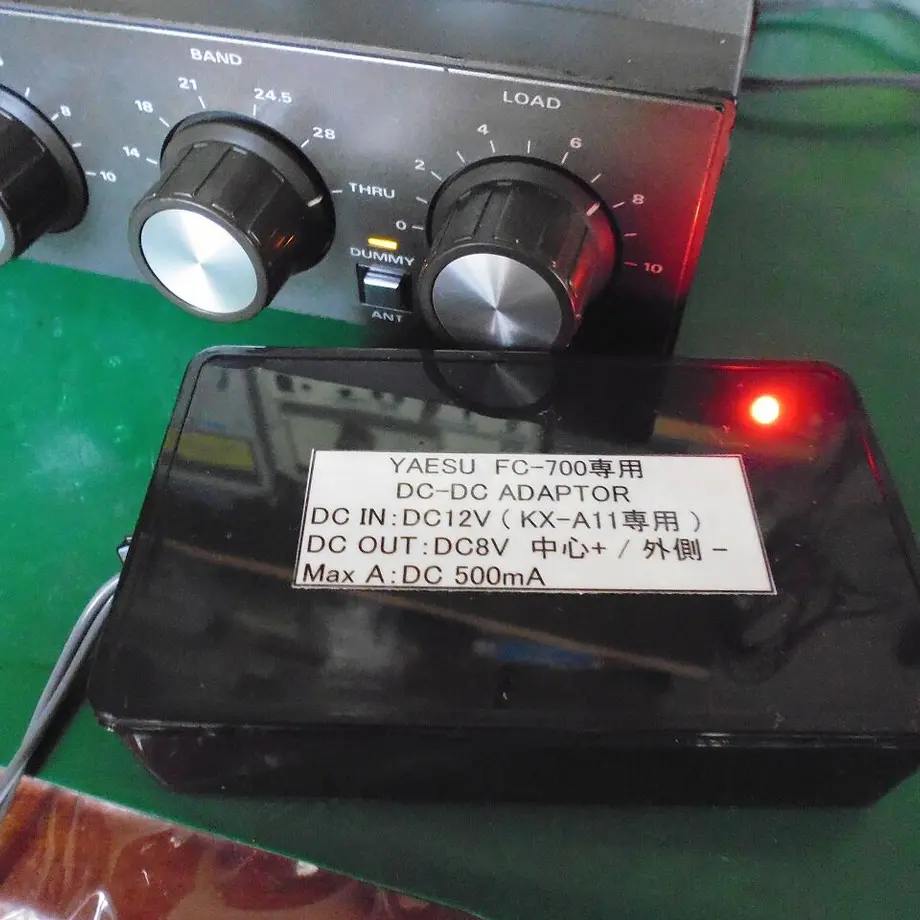 BAND
18 21 24.5
14 28
THRU
8
10
LOAD
0 2 4 6 8 10
DUMMY
ANT
YAESU FC-700専用
DC-DC ADAPTOR
DC IN:DC12V ( KX-A11専用 )
DC OUT:DC8V 中心+ / 外側 -
Max A:DC 500mA